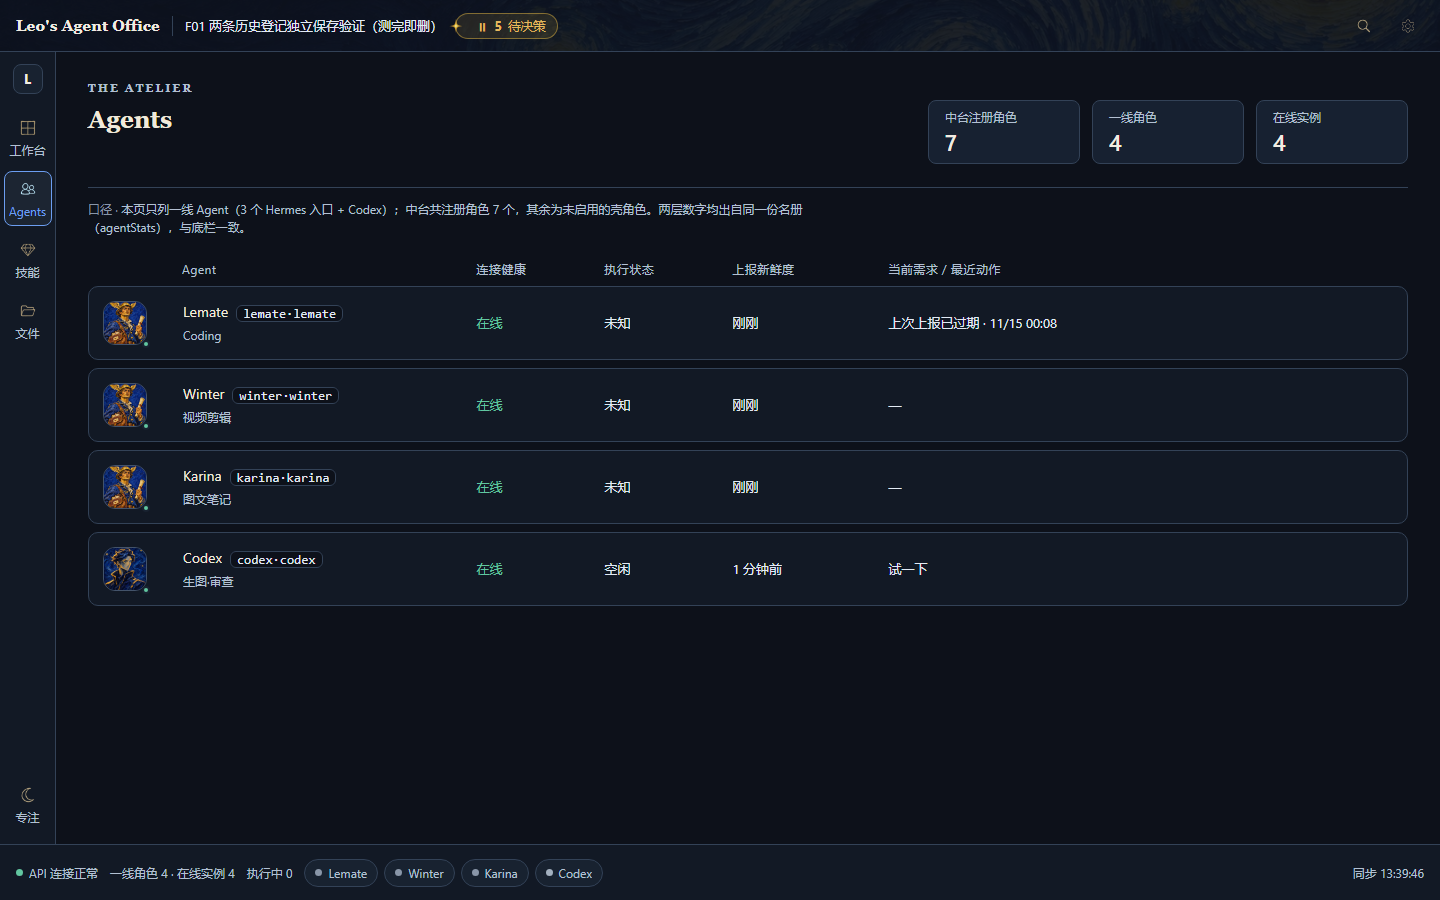 Leo's Agent Office
F01 两条历史登记独立保存验证（测完即删）
5 待决策
L
工作台
Agents
技能
文件
专注
THE ATELIER
Agents
中台注册角色
7
一线角色
4
在线实例
4
口径 · 本页只列一线 Agent（3 个 Hermes 入口 + Codex）；中台共注册角色 7 个，其余为未启用的壳角色。两层数字均出自同一份名册
（agentStats），与底栏一致。
Agent 连接健康 执行状态 上报新鲜度 当前需求 / 最近动作
Lemate lemate·lemate
Coding
在线 未知 刚刚 上次上报已过期 · 11/15 00:08
Winter winter·winter
视频剪辑
在线 未知 刚刚 —
Karina karina·karina
图文笔记
在线 未知 刚刚 —
Codex codex·codex
生图·审查
在线 空闲 1 分钟前 试一下
API 连接正常 一线角色 4 · 在线实例 4 执行中 0 Lemate Winter Karina Codex 同步 13:39:46